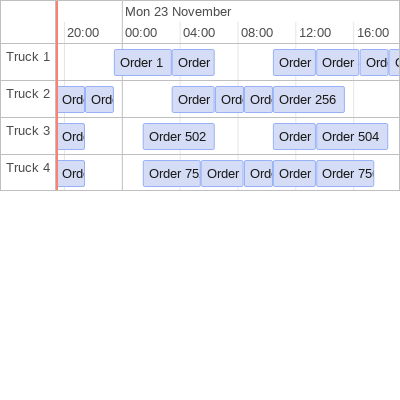 Mon 23 November
20:00 00:00 04:00 08:00 12:00 16:00
Truck 1 Order 1 Order Order Order Ord
Truck 2 Ord Ord Order Ord Ord Order 256
Truck 3 Ord Order 502 Order Order 504
Truck 4 Ord Order 75 Order Ord Order Order 75